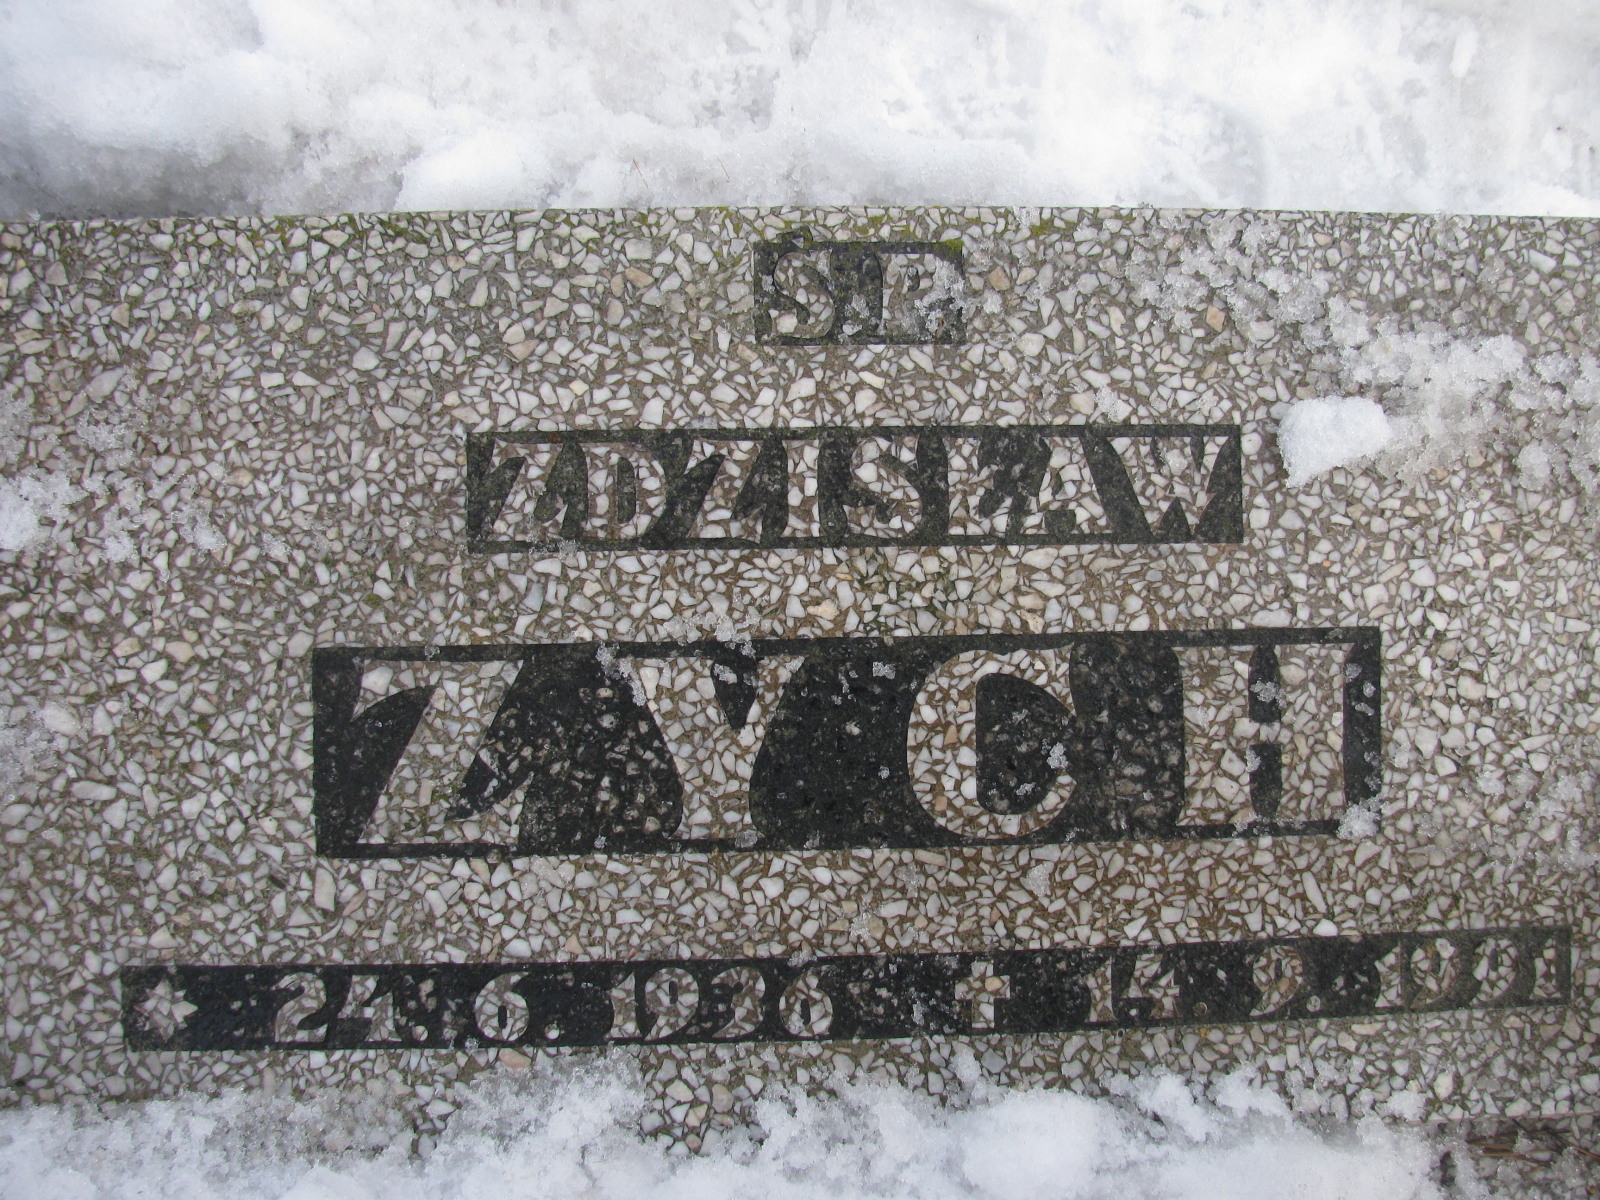 ŚP.
ZDZISŁAW
ZYCH
* 24.6.1936 ✝ 14.9.1991